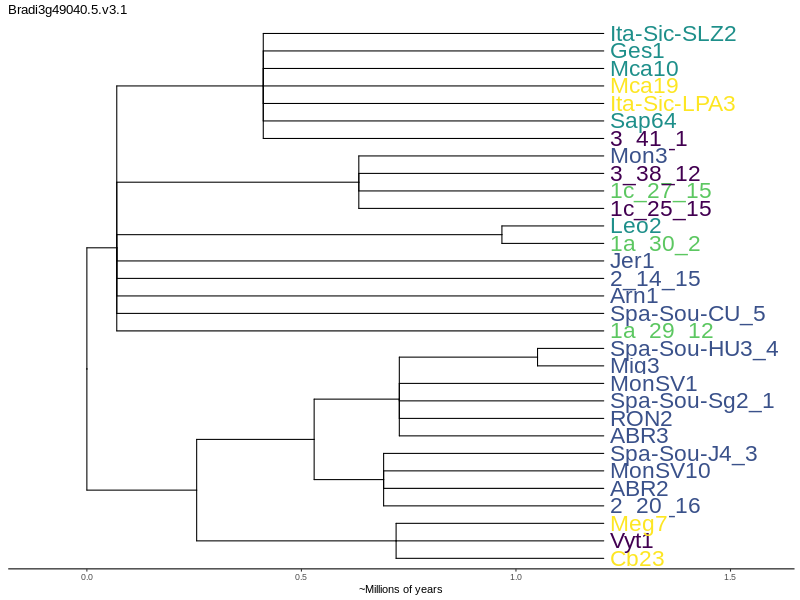 Bradi3g49040.5.v3.1
Ita-Sic-SLZ2
Ges1
Mca10
Mca19
Ita-Sic-LPA3
Sap64
3_41_1
Mon3
3_38_12
1c_27_15
1c_25_15
Leo2
1a_30_2
Jer1
2_14_15
Arn1
Spa-Sou-CU_5
1a_29_12
Spa-Sou-HU3_4
Mig3
MonSV1
Spa-Sou-Sg2_1
RON2
ABR3
Spa-Sou-J4_3
MonSV10
ABR2
2_20_16
Meg7
Vyt1
Cb23
0.0 0.5 1.0 1.5
~Millions of years